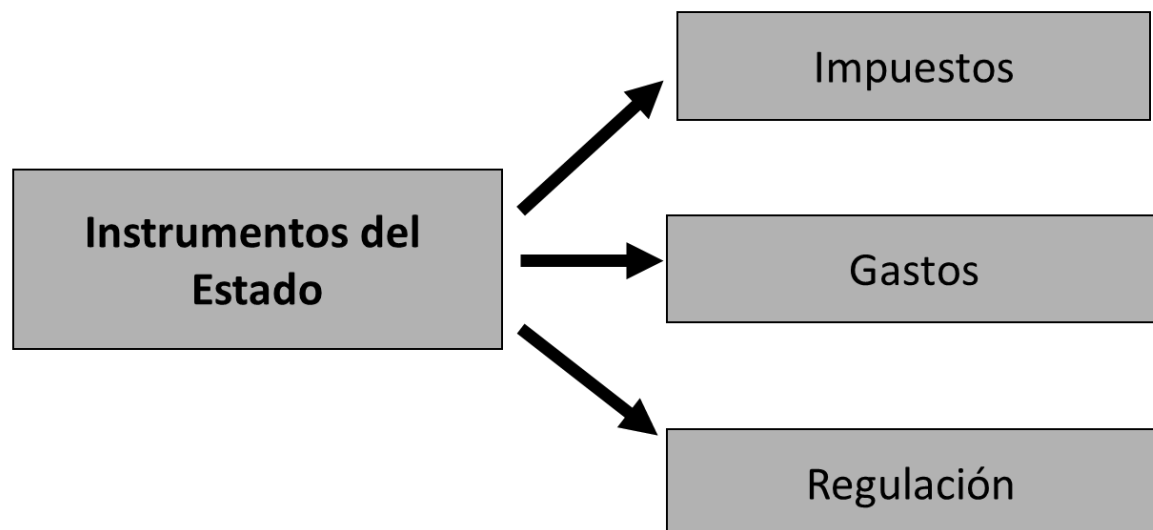 Impuestos
Instrumentos del
Estado
Gastos
Regulación